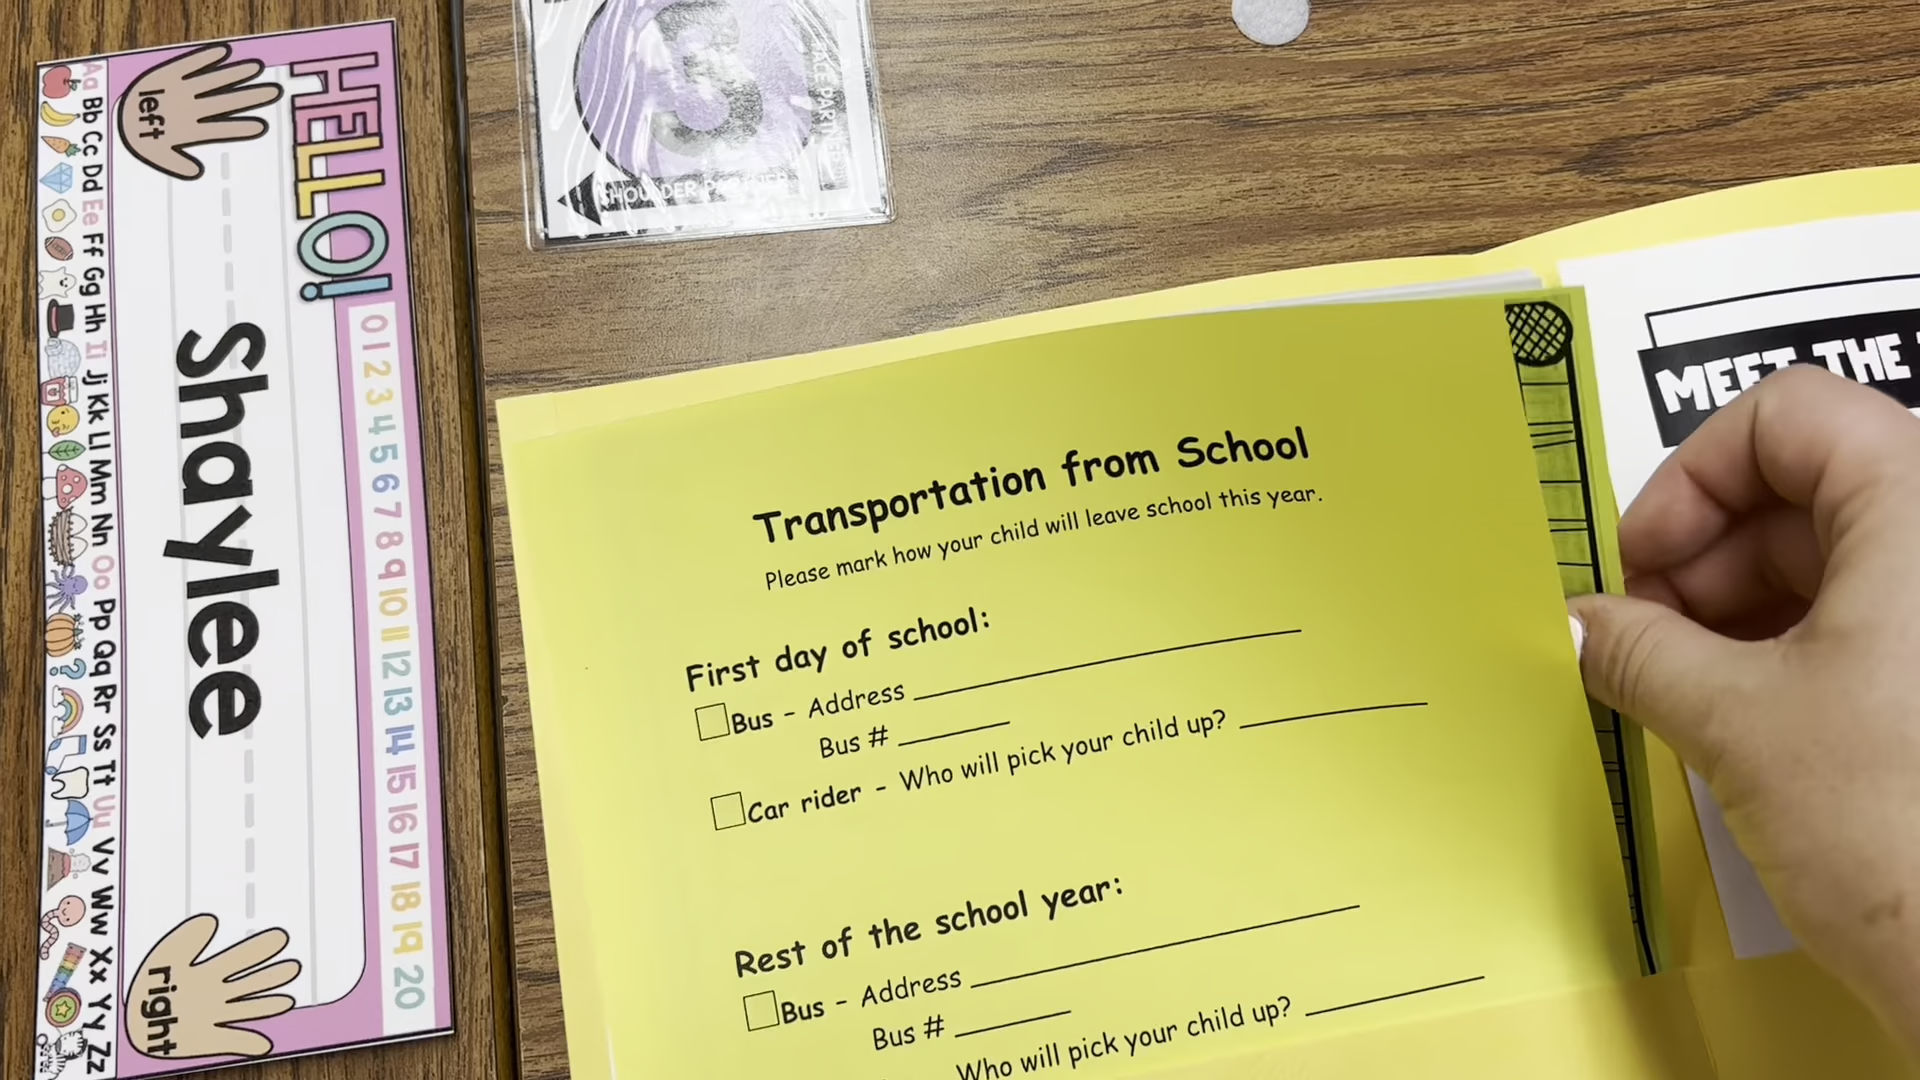 HELLO!
left
Shaylee
right
Aa Bb Cc Dd Ee Ff Gg Hh Ii Jj Kk Ll Mm Nn Oo Pp Qq Rr Ss Tt Uu Vv Ww Xx Yy Zz
0 1 2 3 4 5 6 7 8 9 10 11 12 13 14 15 16 17 18 19 20
SHOULDER PARTNER
Transportation from School
Please mark how your child will leave school this year.
First day of school:
Bus - Address
Bus #
Car rider - Who will pick your child up?
Rest of the school year:
Bus - Address
Bus #
Who will pick your child up?
MEET THE